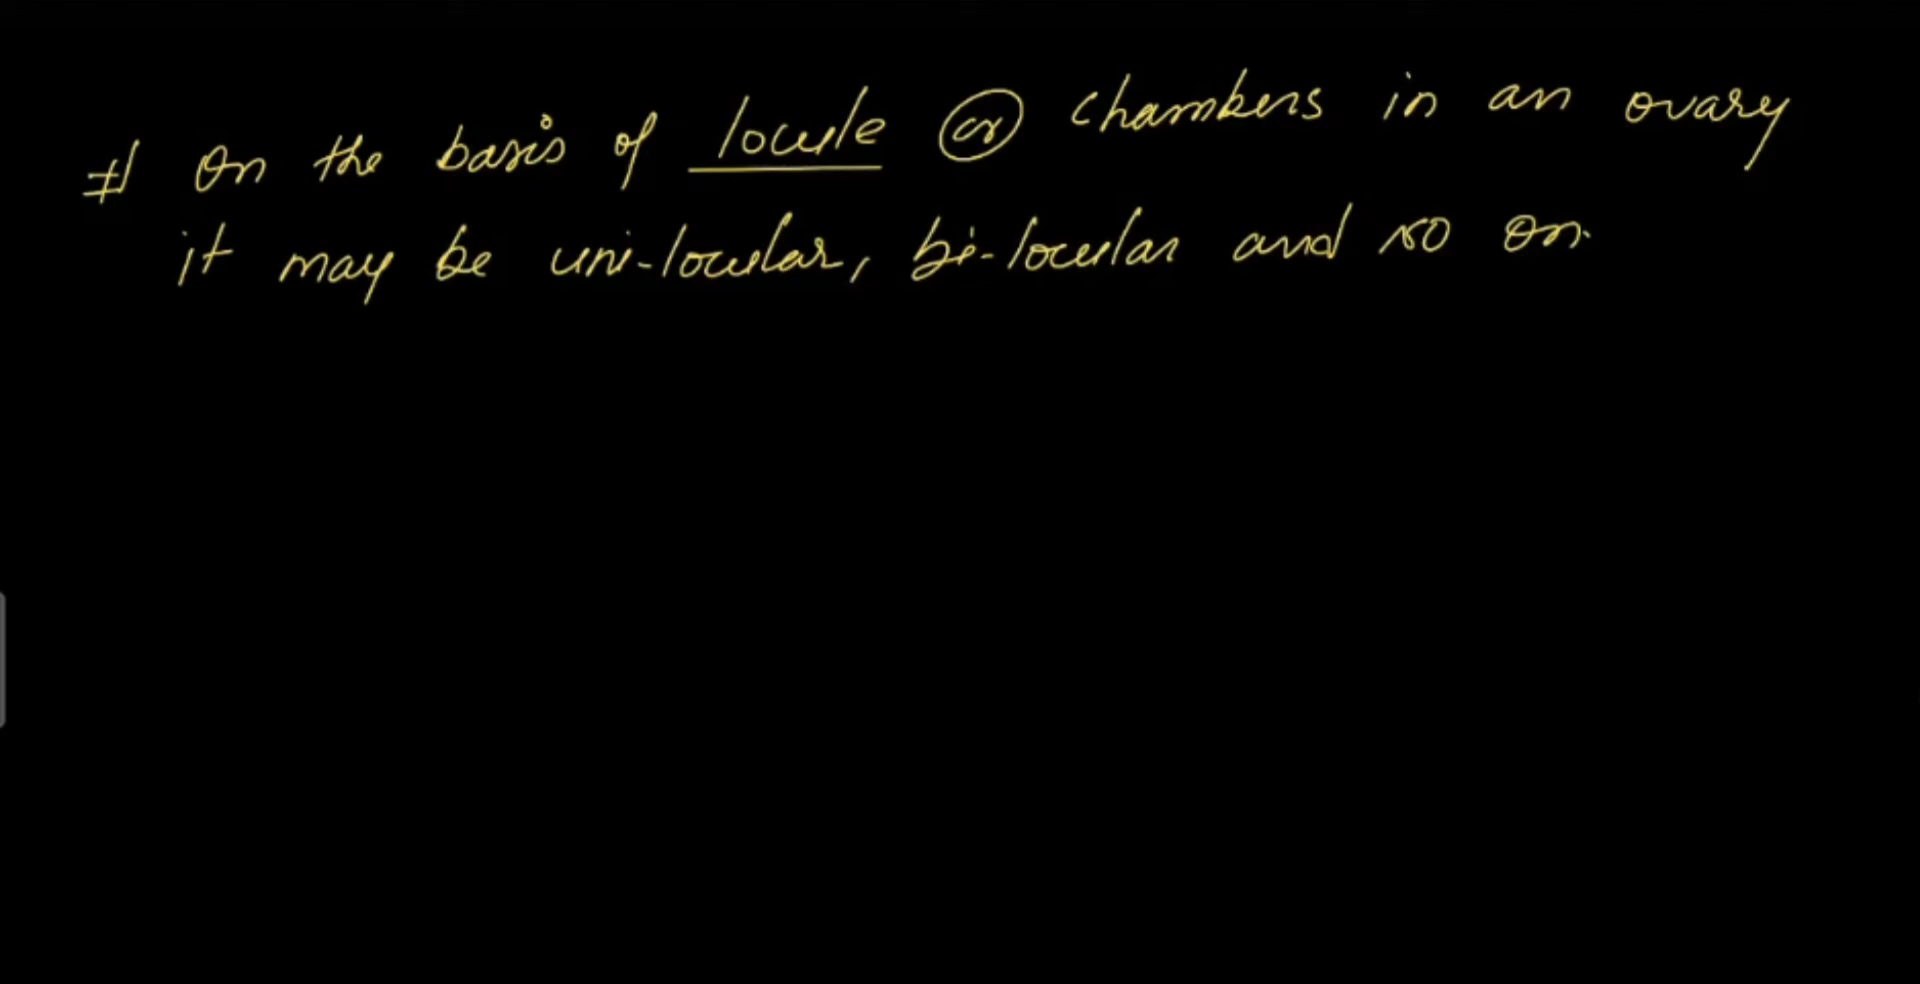 # On the basis of locule or chambers in an ovary
it may be uni-locular, bi-locular and so on.